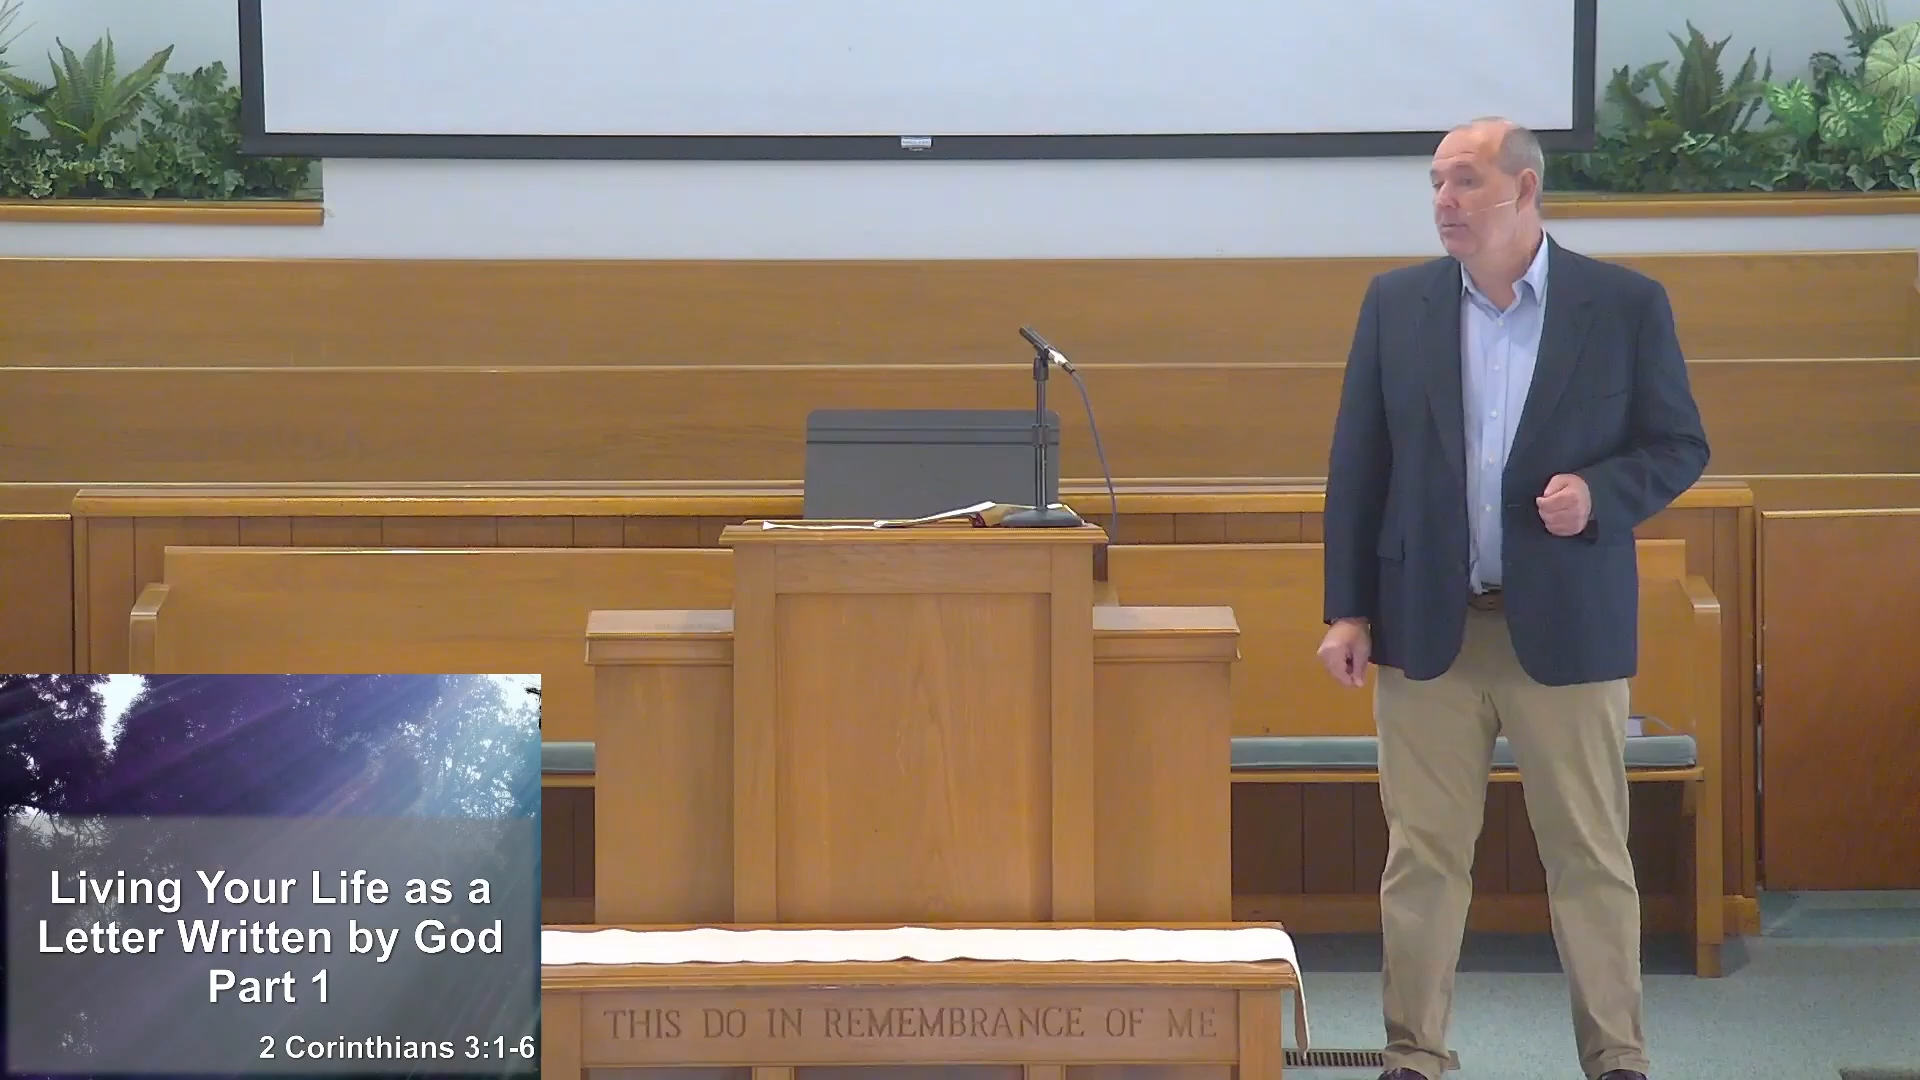 Living Your Life as a
Letter Written by God
Part 1
2 Corinthians 3:1-6
THIS DO IN REMEMBRANCE OF ME